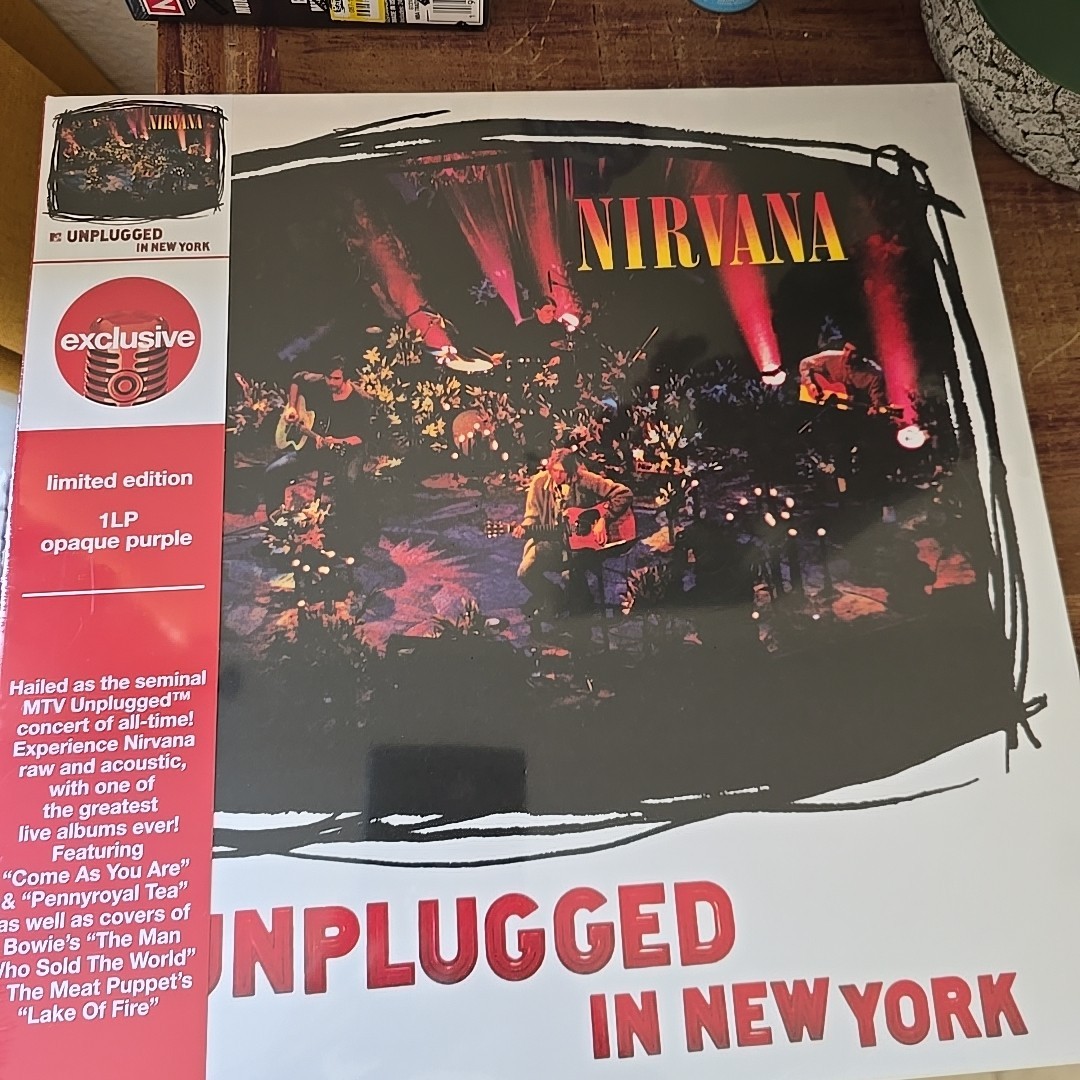 NIRVANA
UNPLUGGED
IN NEW YORK
exclusive
limited edition
1LP
opaque purple
Hailed as the seminal
MTV Unplugged™
concert of all-time!
Experience Nirvana
raw and acoustic,
with one of
the greatest
live albums ever!
Featuring
“Come As You Are”
& “Pennyroyal Tea”
as well as covers of
Bowie's “The Man
Who Sold The World”
The Meat Puppet's
“Lake Of Fire”
NIRVANA
UNPLUGGED
IN NEW YORK